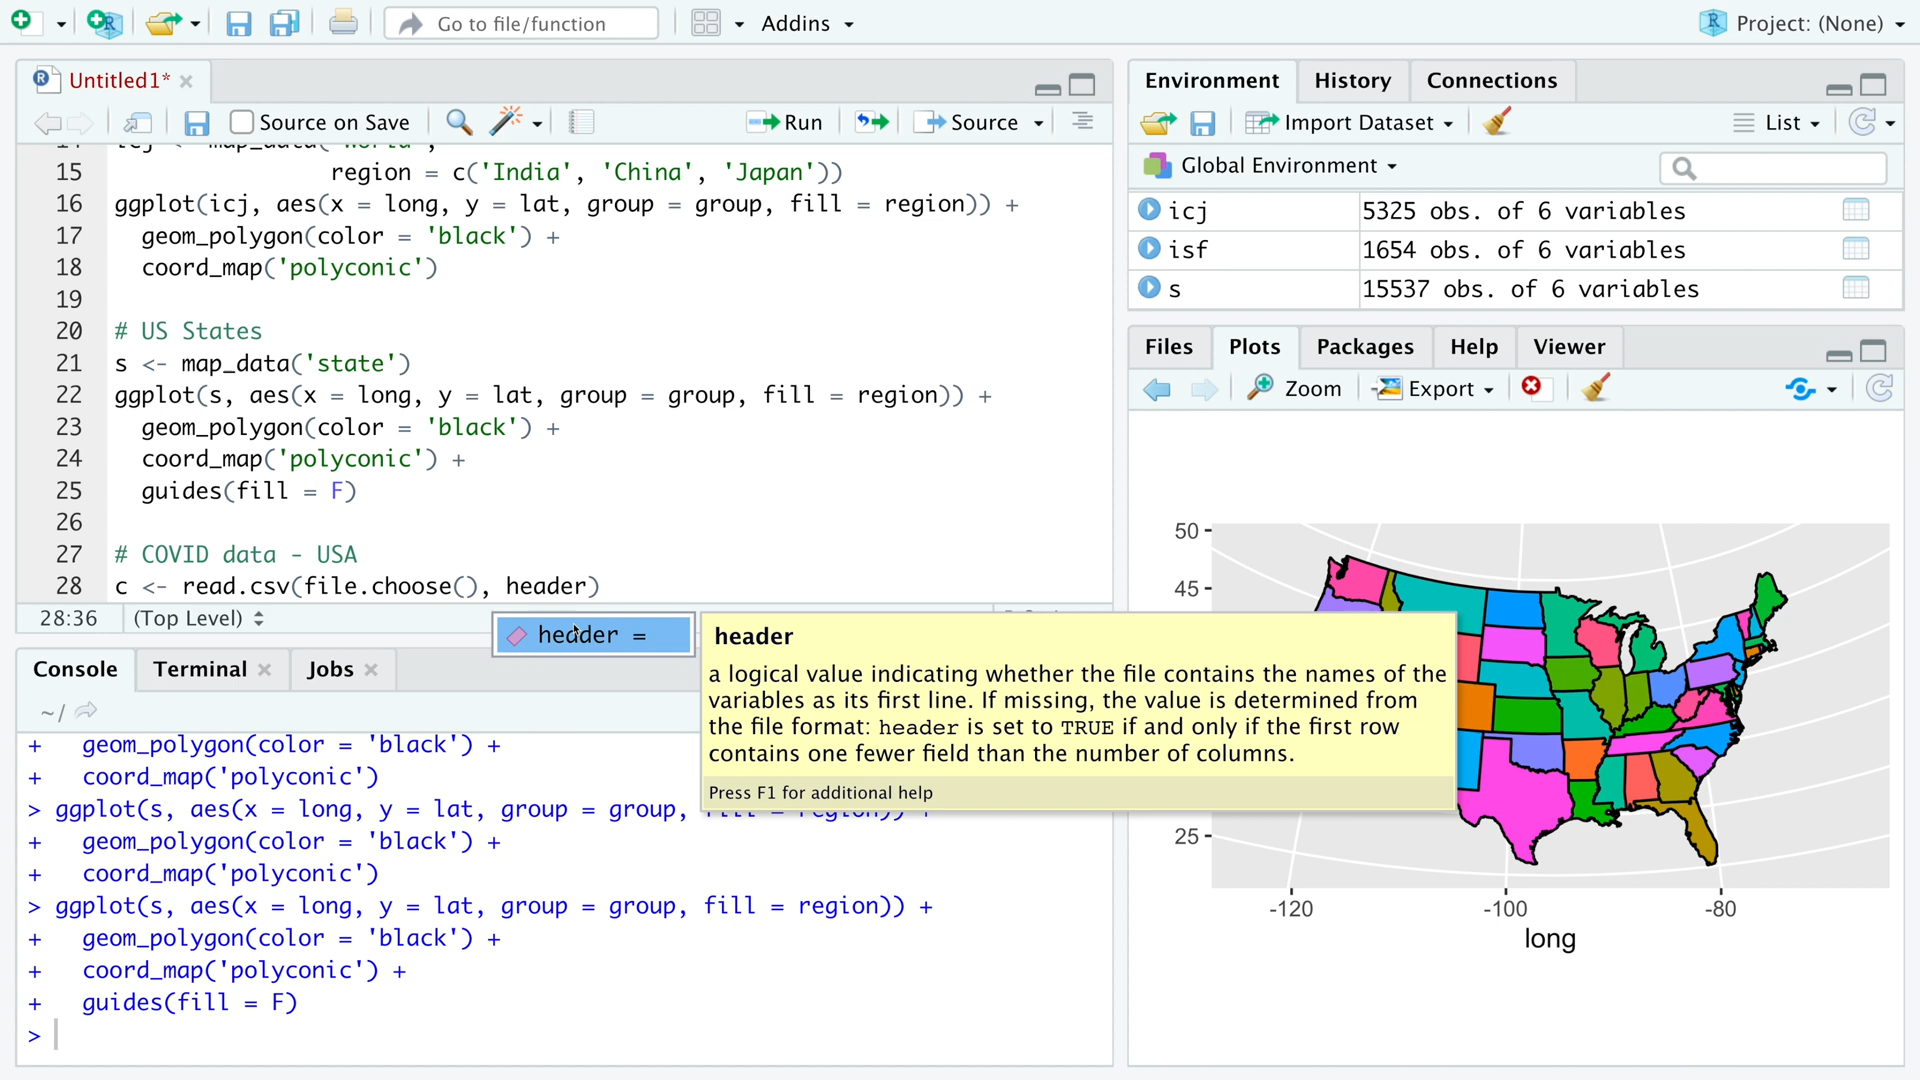 Go to file/function
Addins
Project: (None)
Untitled1*
Source on Save
Run
Source
15 region = c('India', 'China', 'Japan'))
16 ggplot(icj, aes(x = long, y = lat, group = group, fill = region)) +
17 geom_polygon(color = 'black') +
18 coord_map('polyconic')
19
20 # US States
21 s <- map_data('state')
22 ggplot(s, aes(x = long, y = lat, group = group, fill = region)) +
23 geom_polygon(color = 'black') +
24 coord_map('polyconic') +
25 guides(fill = F)
26
27 # COVID data - USA
28 c <- read.csv(file.choose(), header)
28:36 (Top Level)
header =
header
a logical value indicating whether the file contains the names of the
variables as its first line. If missing, the value is determined from
the file format: header is set to TRUE if and only if the first row
contains one fewer field than the number of columns.
Press F1 for additional help
Console Terminal Jobs
~/
+ geom_polygon(color = 'black') +
+ coord_map('polyconic')
> ggplot(s, aes(x = long, y = lat, group = group,
+ geom_polygon(color = 'black') +
+ coord_map('polyconic')
> ggplot(s, aes(x = long, y = lat, group = group, fill = region)) +
+ geom_polygon(color = 'black') +
+ coord_map('polyconic') +
+ guides(fill = F)
>
Environment History Connections
Import Dataset
List
Global Environment
icj 5325 obs. of 6 variables
isf 1654 obs. of 6 variables
s 15537 obs. of 6 variables
Files Plots Packages Help Viewer
Zoom
Export
50
45
25
-120 -100 -80
long